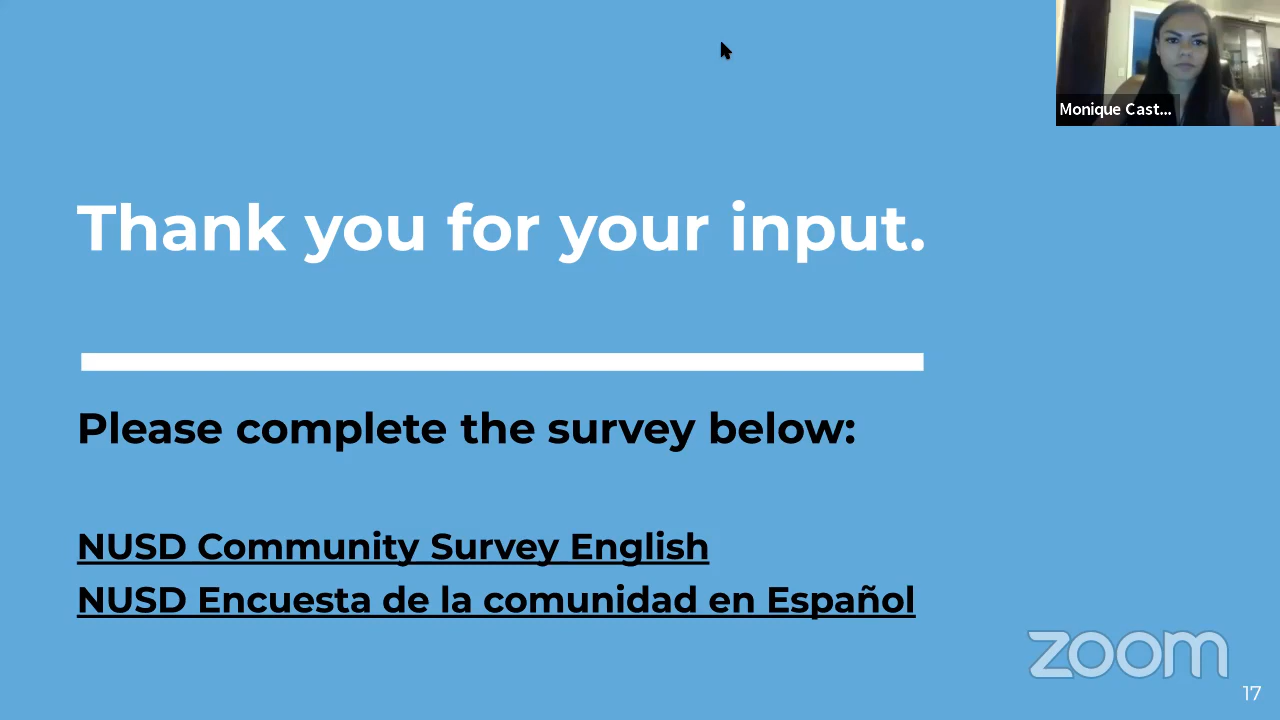 Monique Cast...
Thank you for your input.
Please complete the survey below:
NUSD Community Survey English
NUSD Encuesta de la comunidad en Español
zoom
17